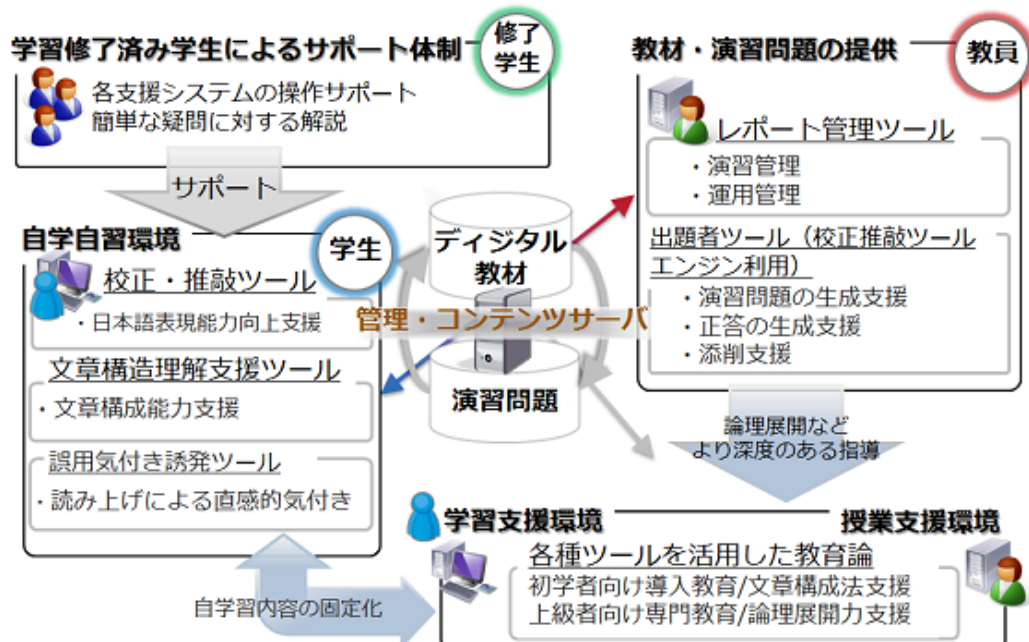 学習修了済み学生によるサポート体制
修了
学生
各支援システムの操作サポート
簡単な疑問に対する解説
サポート
教材・演習問題の提供
教員
レポート管理ツール
・演習管理
・運用管理
出題者ツール（校正推敲ツール
エンジン利用）
・演習問題の生成支援
・正答の生成支援
・添削支援
自学自習環境
学生
校正・推敲ツール
・日本語表現能力向上支援
文章構造理解支援ツール
・文章構成能力支援
誤用気付き誘発ツール
・読み上げによる直感的気付き
ディジタル
教材
管理・コンテンツサーバ
演習問題
論理展開など
より深度のある指導
自学習内容の固定化
学習支援環境
授業支援環境
各種ツールを活用した教育論
初学者向け導入教育/文章構成法支援
上級者向け専門教育/論理展開力支援